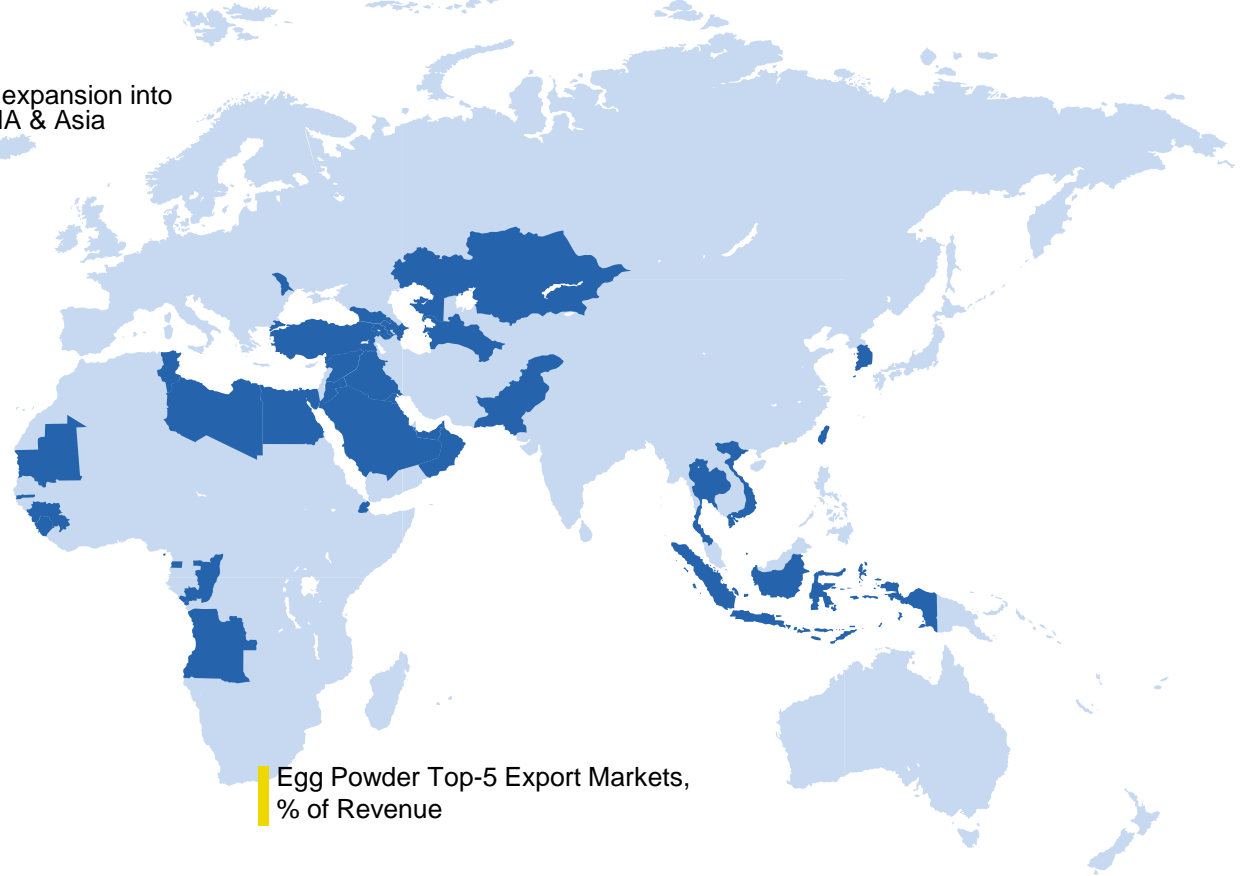 expansion into
& Asia
Egg Powder Top-5 Export Markets,
% of Revenue